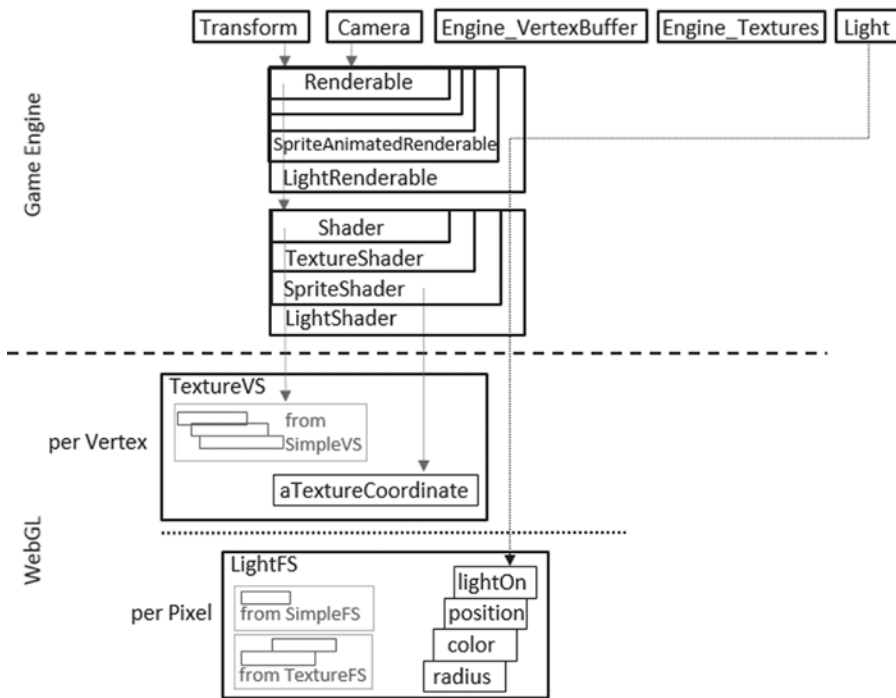 Transform
Camera
Engine_VertexBuffer
Engine_Textures
Light
Game Engine
Renderable
SpriteAnimatedRenderable
LightRenderable
Shader
TextureShader
SpriteShader
LightShader
WebGL
per Vertex
TextureVS
from
SimpleVS
aTextureCoordinate
per Pixel
LightFS
from SimpleFS
from TextureFS
lightOn
position
color
radius